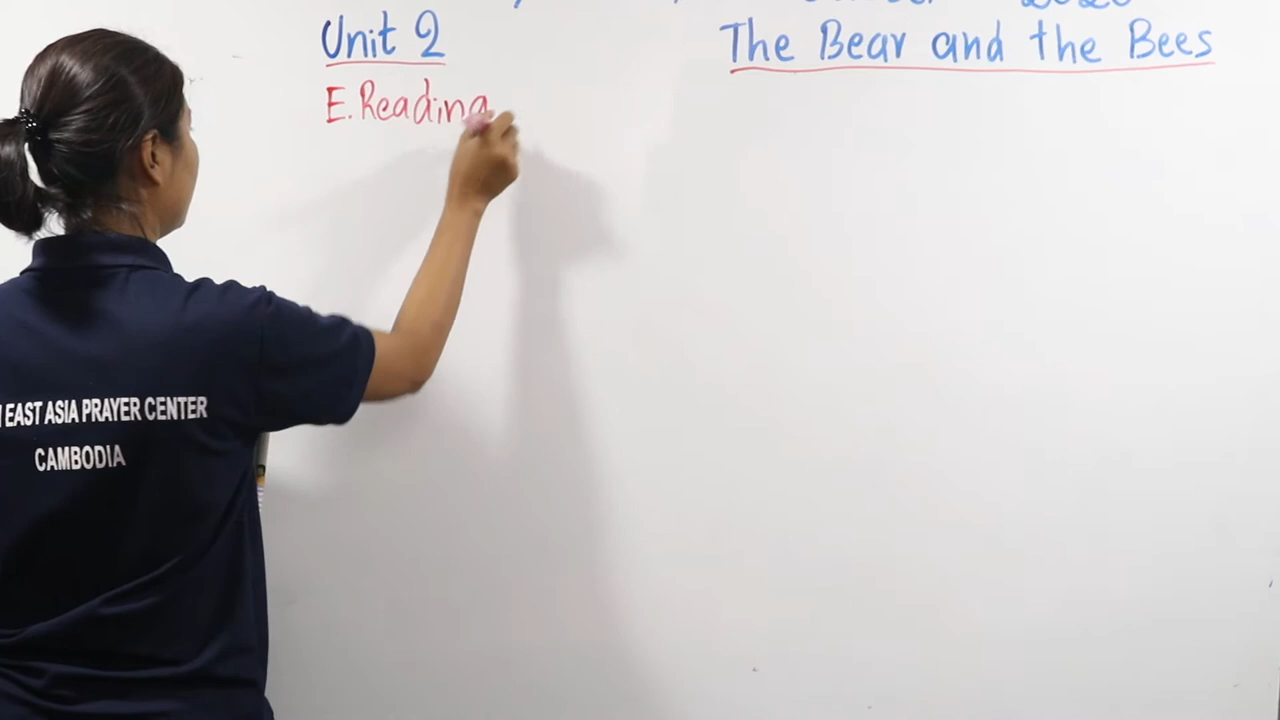 Unit 2
The Bear and the Bees
E. Reading
EAST ASIA PRAYER CENTER
CAMBODIA